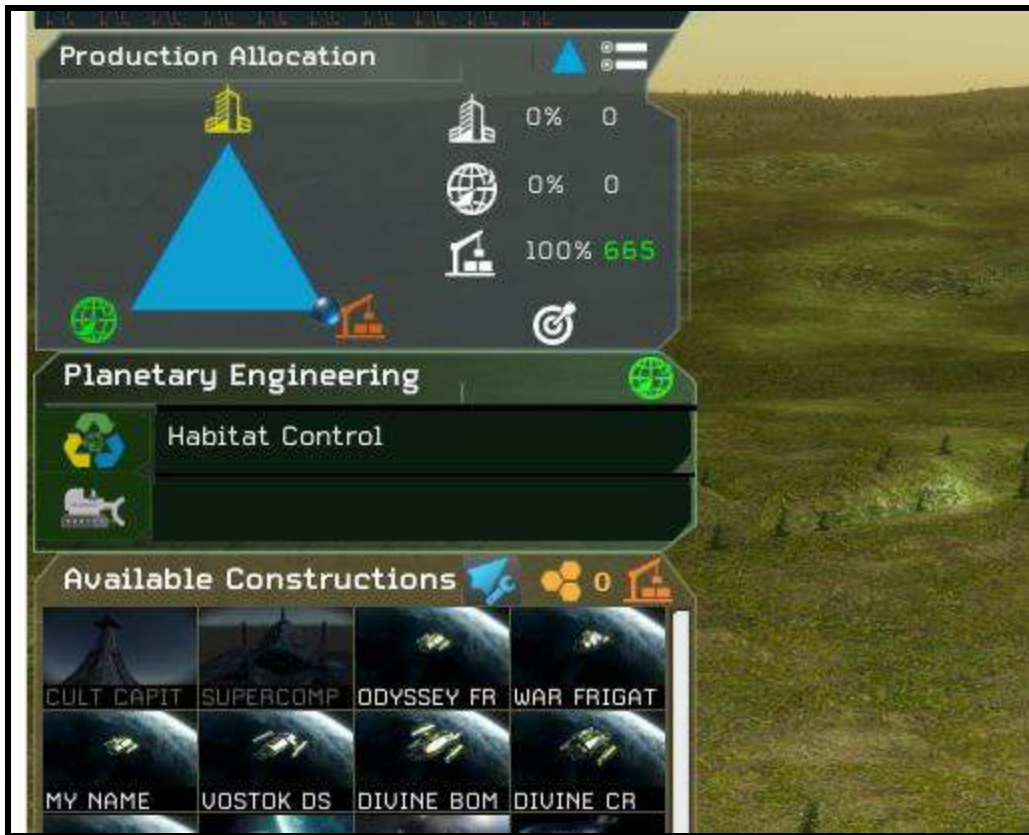 Production Allocation
0% 0
0% 0
100% 665
Planetary Engineering
Habitat Control
Available Constructions 0
CULT CAPIT SUPERCOMP ODYSSEY FR WAR FRIGAT
MY NAME VOSTOK DS DIVINE BOM DIVINE CR